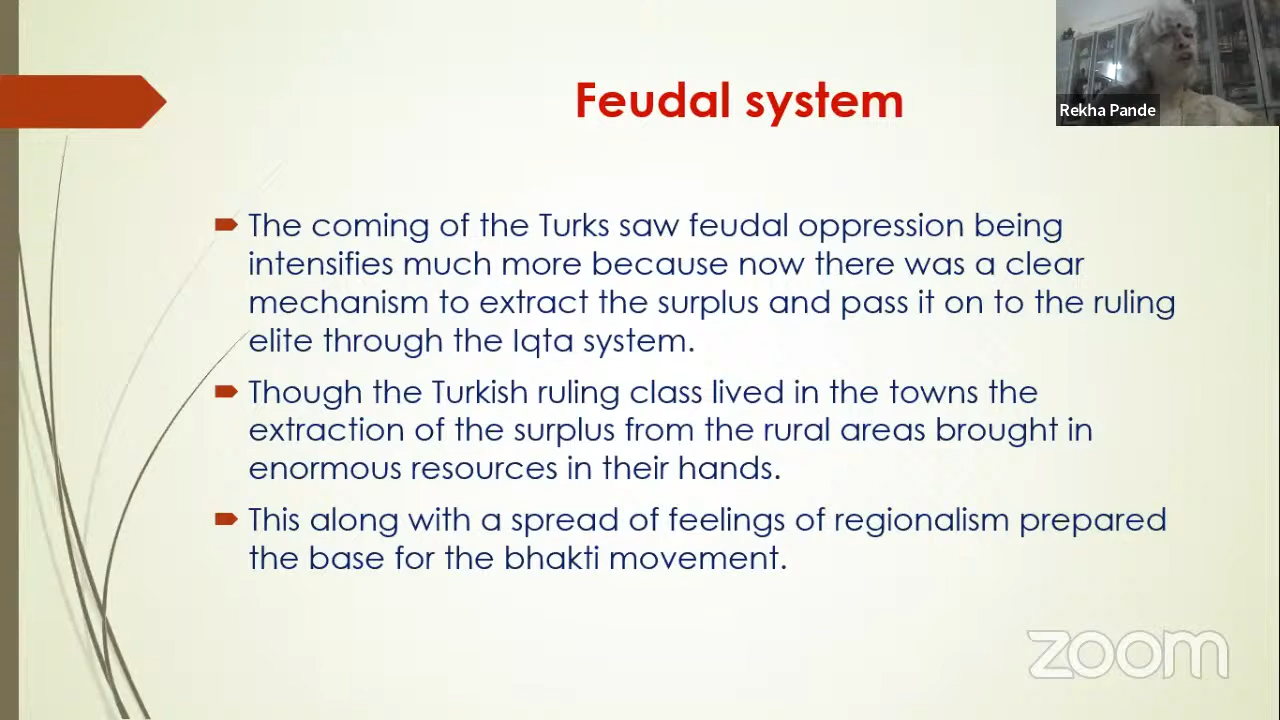 Feudal system
Rekha Pande
The coming of the Turks saw feudal oppression being
intensifies much more because now there was a clear
mechanism to extract the surplus and pass it on to the ruling
elite through the Iqta system.
Though the Turkish ruling class lived in the towns the
extraction of the surplus from the rural areas brought in
enormous resources in their hands.
This along with a spread of feelings of regionalism prepared
the base for the bhakti movement.
zoom